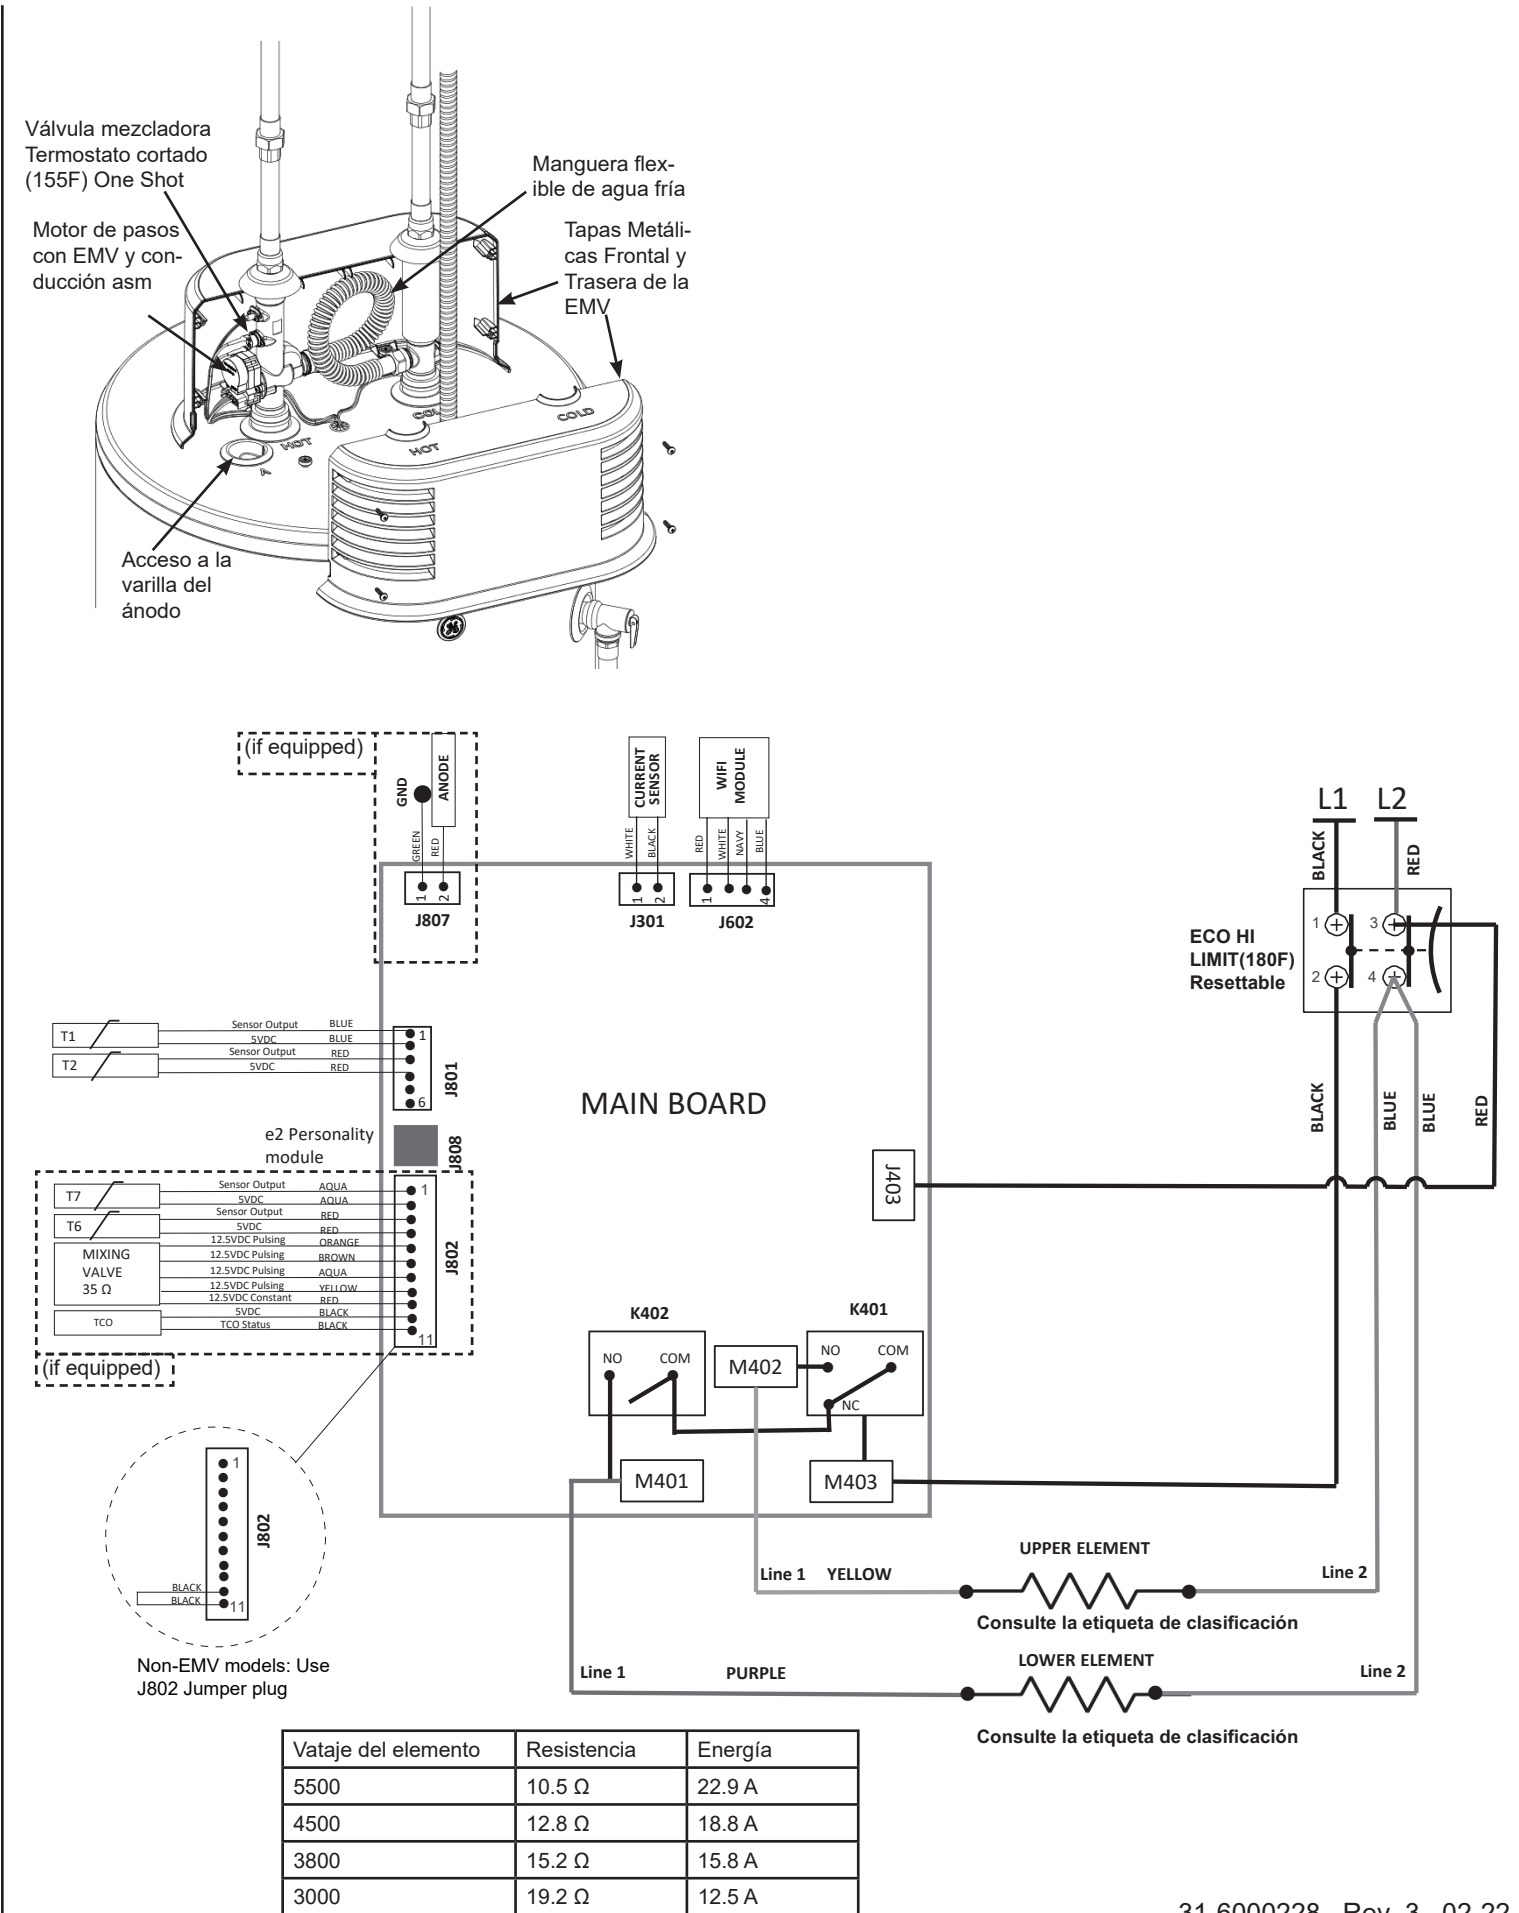 Válvula mezcladora
Termostato cortado
(155F) One Shot
Motor de pasos
con EMV y con-
ducción asm
Manguera flex-
ible de agua fría
Tapas Metáli-
cas Frontal y
Trasera de la
EMV
COLD
HOT
HOT
A
Acceso a la
varilla del
ánodo
(if equipped)
GND
ANODE
GREEN
RED
1
2
J807
CURRENT
SENSOR
WHITE
BLACK
1
2
J301
WIFI
MODULE
RED
WHITE
NAVY
BLUE
1
4
J602
L1
L2
BLACK
RED
1
3
2
4
ECO HI
LIMIT(180F)
Resettable
BLACK
BLUE
BLUE
RED
T1
Sensor Output BLUE
5VDC BLUE
T2
Sensor Output RED
5VDC RED
1
6
J801
MAIN BOARD
e2 Personality
module
J808
J403
T7
Sensor Output AQUA
5VDC AQUA
T6
Sensor Output RED
5VDC RED
MIXING
VALVE
35 Ω
12.5VDC Pulsing ORANGE
12.5VDC Pulsing BROWN
12.5VDC Pulsing AQUA
12.5VDC Pulsing YELLOW
12.5VDC Constant RED
TCO
5VDC BLACK
TCO Status BLACK
1
11
J802
(if equipped)
K402
NO COM
K401
NO COM
NC
M402
M401
M403
1
J802
BLACK
BLACK
11
Non-EMV models: Use
J802 Jumper plug
UPPER ELEMENT
Line 1 YELLOW
Line 2
Consulte la etiqueta de clasificación
LOWER ELEMENT
Line 1 PURPLE
Line 2
Consulte la etiqueta de clasificación
Vataje del elemento Resistencia Energía
5500 10.5 Ω 22.9 A
4500 12.8 Ω 18.8 A
3800 15.2 Ω 15.8 A
3000 19.2 Ω 12.5 A
31-6000228 Rev. 3 02-22